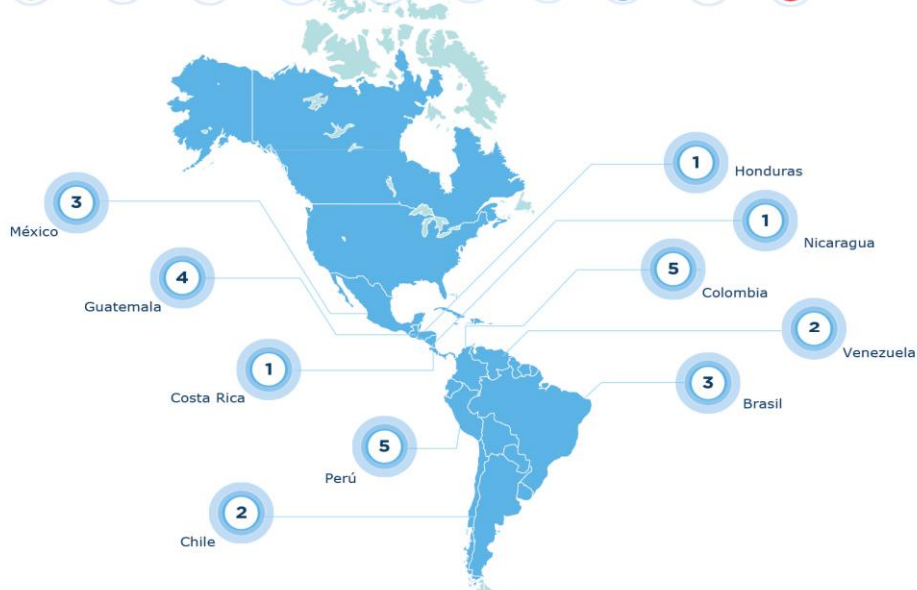 1
Honduras
3
México
1
Nicaragua
4
Guatemala
5
Colombia
2
Venezuela
1
Costa Rica
3
Brasil
5
Perú
2
Chile